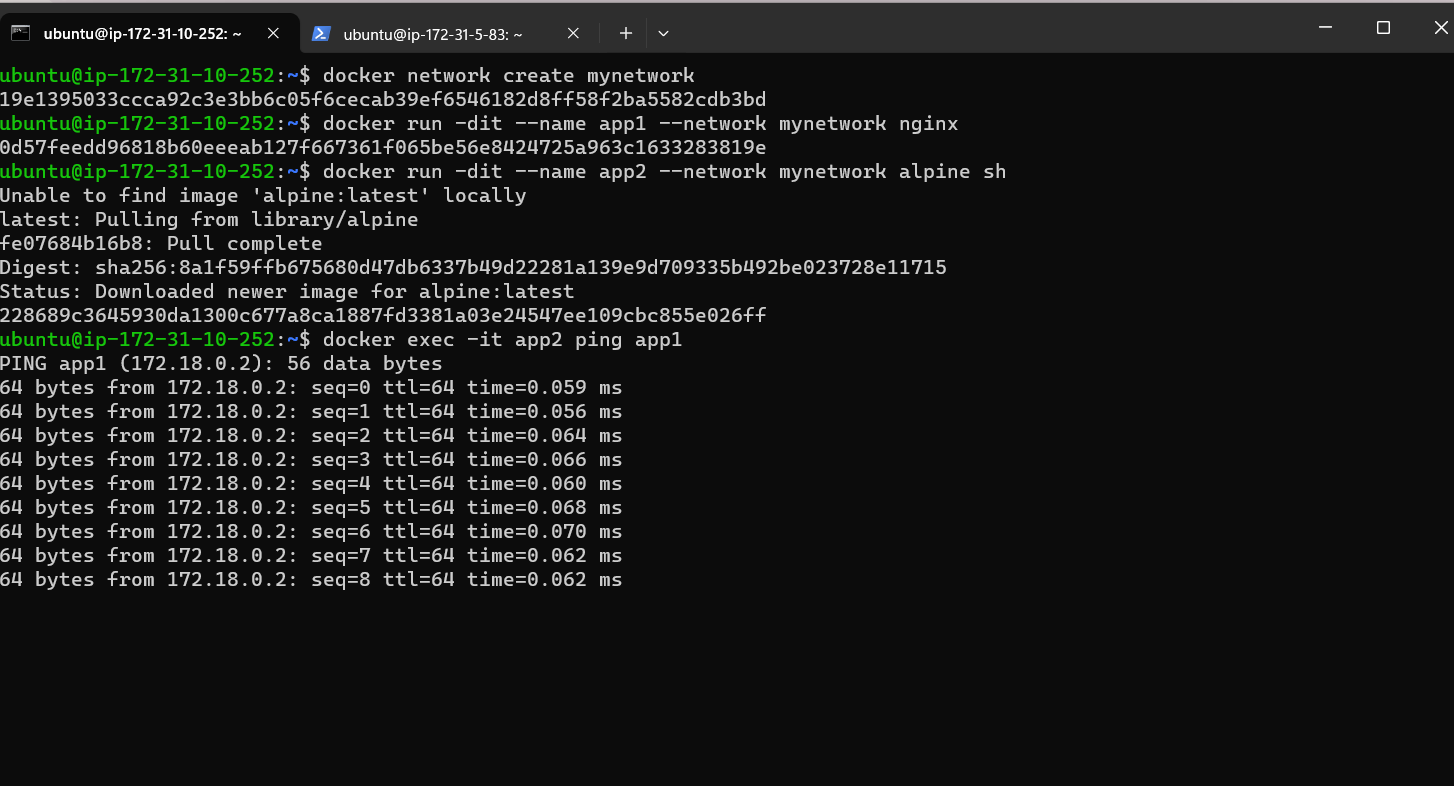 ubuntu@ip-172-31-10-252: ~
ubuntu@ip-172-31-5-83: ~
ubuntu@ip-172-31-10-252:~$ docker network create mynetwork
19e1395033ccca92c3e3bb6c05f6cecab39ef6546182d8ff58f2ba5582cdb3bd
ubuntu@ip-172-31-10-252:~$ docker run -dit --name app1 --network mynetwork nginx
0d57feedd96818b60eeeab127f667361f065be56e8424725a963c1633283819e
ubuntu@ip-172-31-10-252:~$ docker run -dit --name app2 --network mynetwork alpine sh
Unable to find image 'alpine:latest' locally
latest: Pulling from library/alpine
fe07684b16b8: Pull complete
Digest: sha256:8a1f59ffb675680d47db6337b49d22281a139e9d709335b492be023728e11715
Status: Downloaded newer image for alpine:latest
228689c3645930da1300c677a8ca1887fd3381a03e24547ee109cbc855e026ff
ubuntu@ip-172-31-10-252:~$ docker exec -it app2 ping app1
PING app1 (172.18.0.2): 56 data bytes
64 bytes from 172.18.0.2: seq=0 ttl=64 time=0.059 ms
64 bytes from 172.18.0.2: seq=1 ttl=64 time=0.056 ms
64 bytes from 172.18.0.2: seq=2 ttl=64 time=0.064 ms
64 bytes from 172.18.0.2: seq=3 ttl=64 time=0.066 ms
64 bytes from 172.18.0.2: seq=4 ttl=64 time=0.060 ms
64 bytes from 172.18.0.2: seq=5 ttl=64 time=0.068 ms
64 bytes from 172.18.0.2: seq=6 ttl=64 time=0.070 ms
64 bytes from 172.18.0.2: seq=7 ttl=64 time=0.062 ms
64 bytes from 172.18.0.2: seq=8 ttl=64 time=0.062 ms